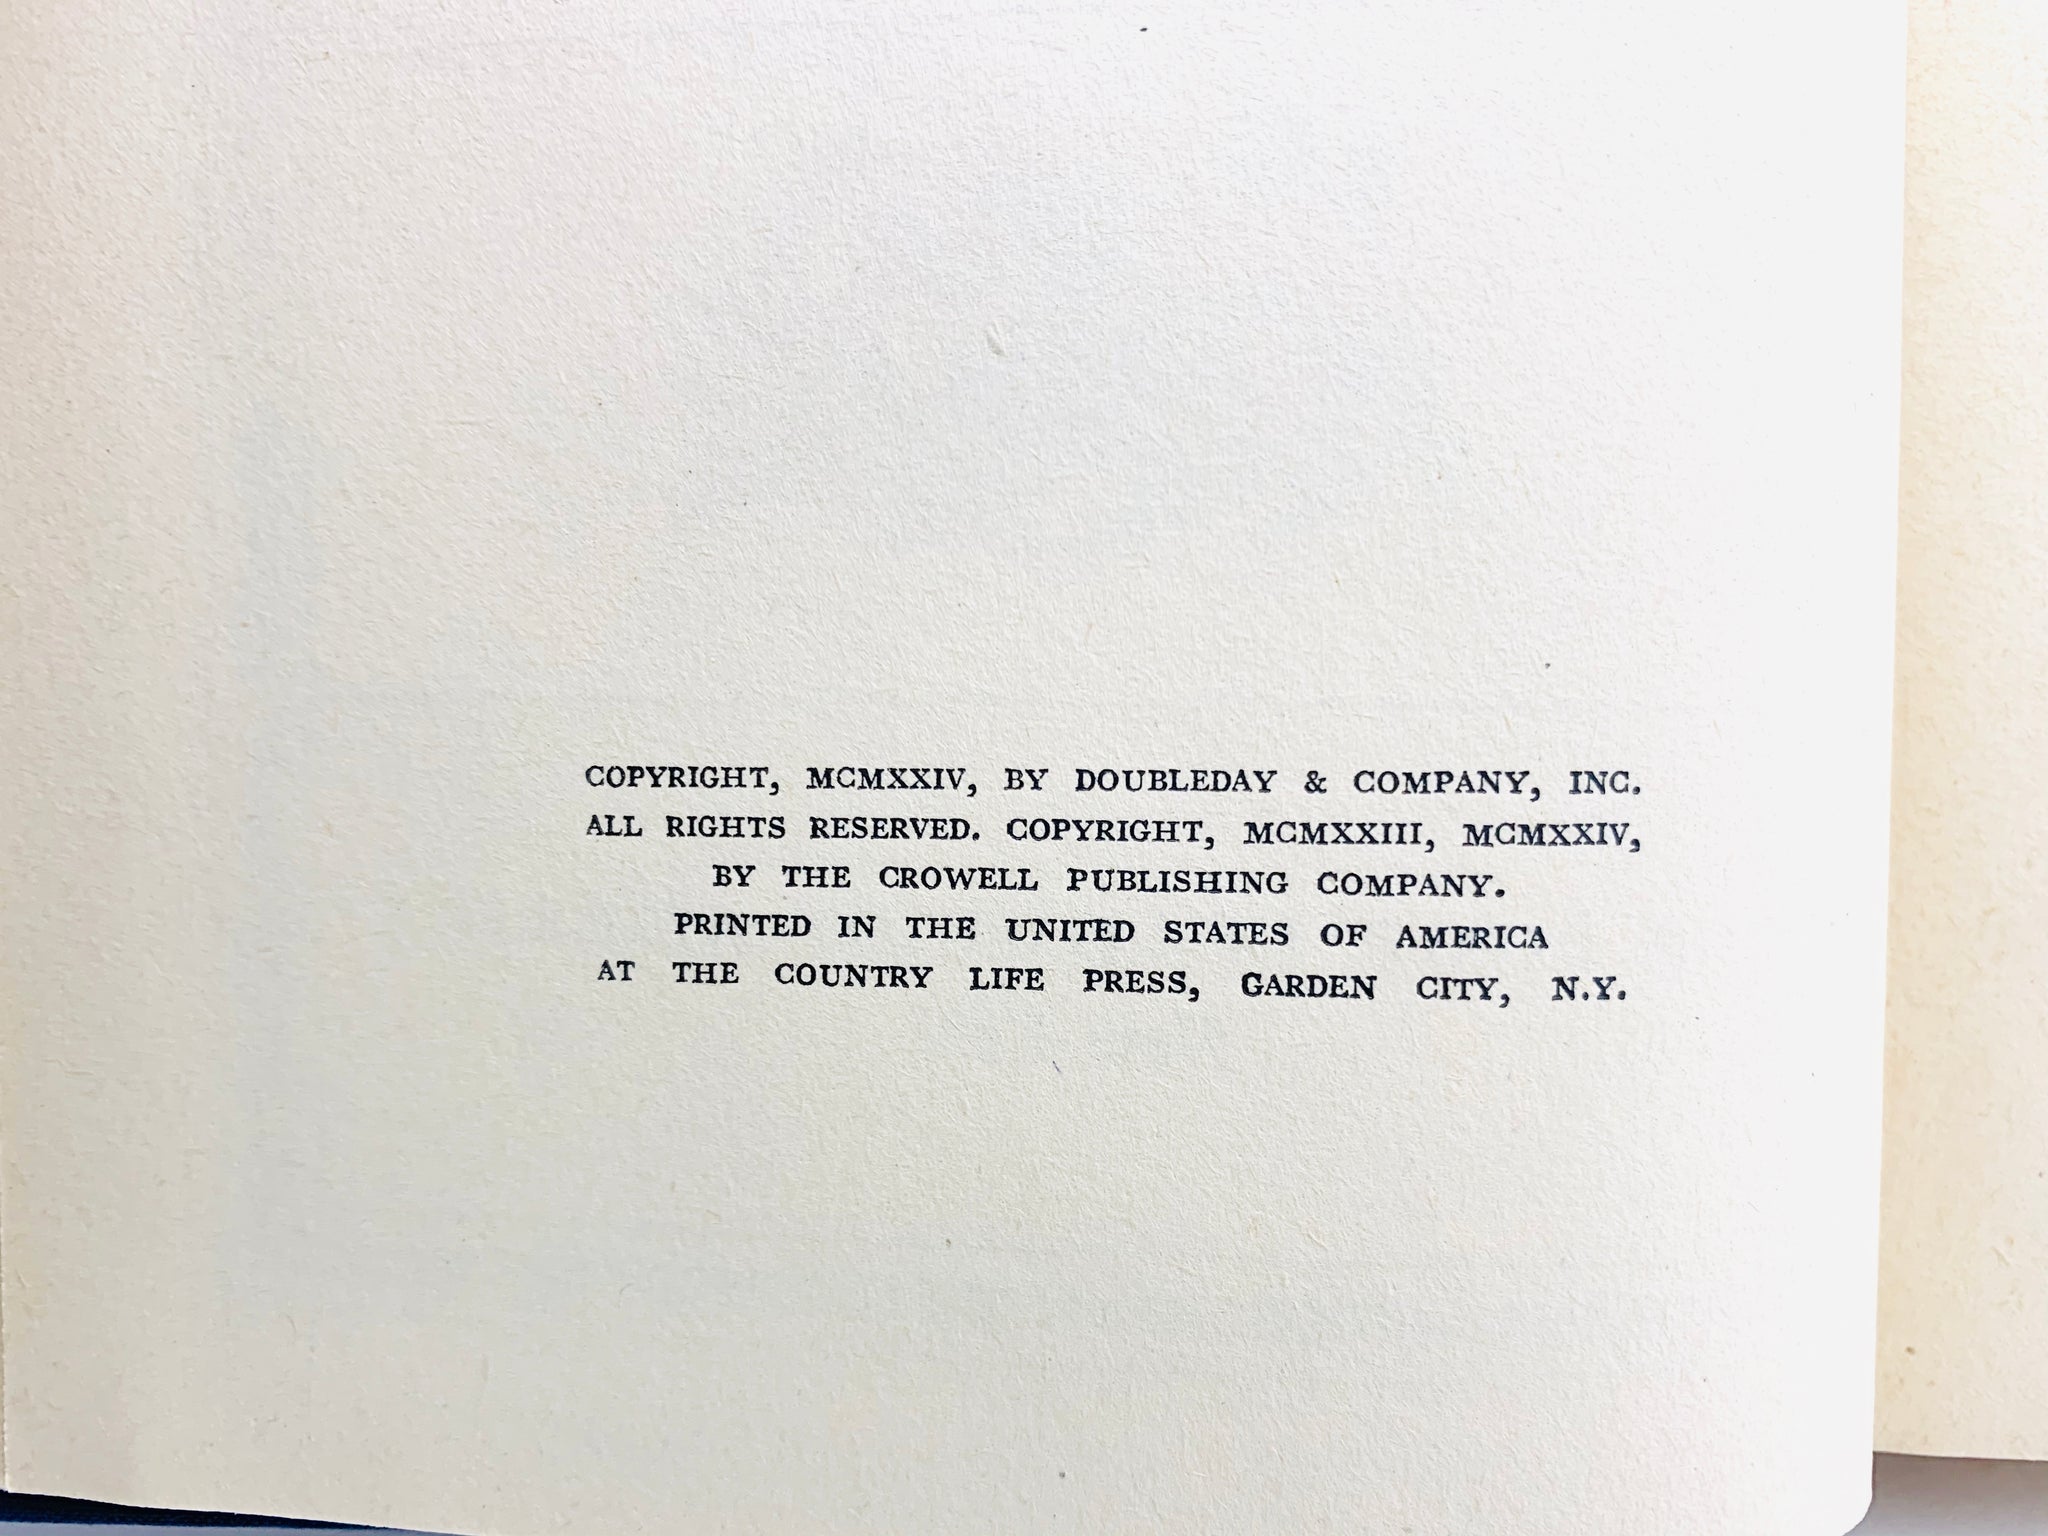 COPYRIGHT, MCMXXIV, BY DOUBLEDAY & COMPANY, INC.
ALL RIGHTS RESERVED. COPYRIGHT, MCMXXIII, MCMXXIV,
BY THE CROWELL PUBLISHING COMPANY.
PRINTED IN THE UNITED STATES OF AMERICA
AT THE COUNTRY LIFE PRESS, GARDEN CITY, N.Y.